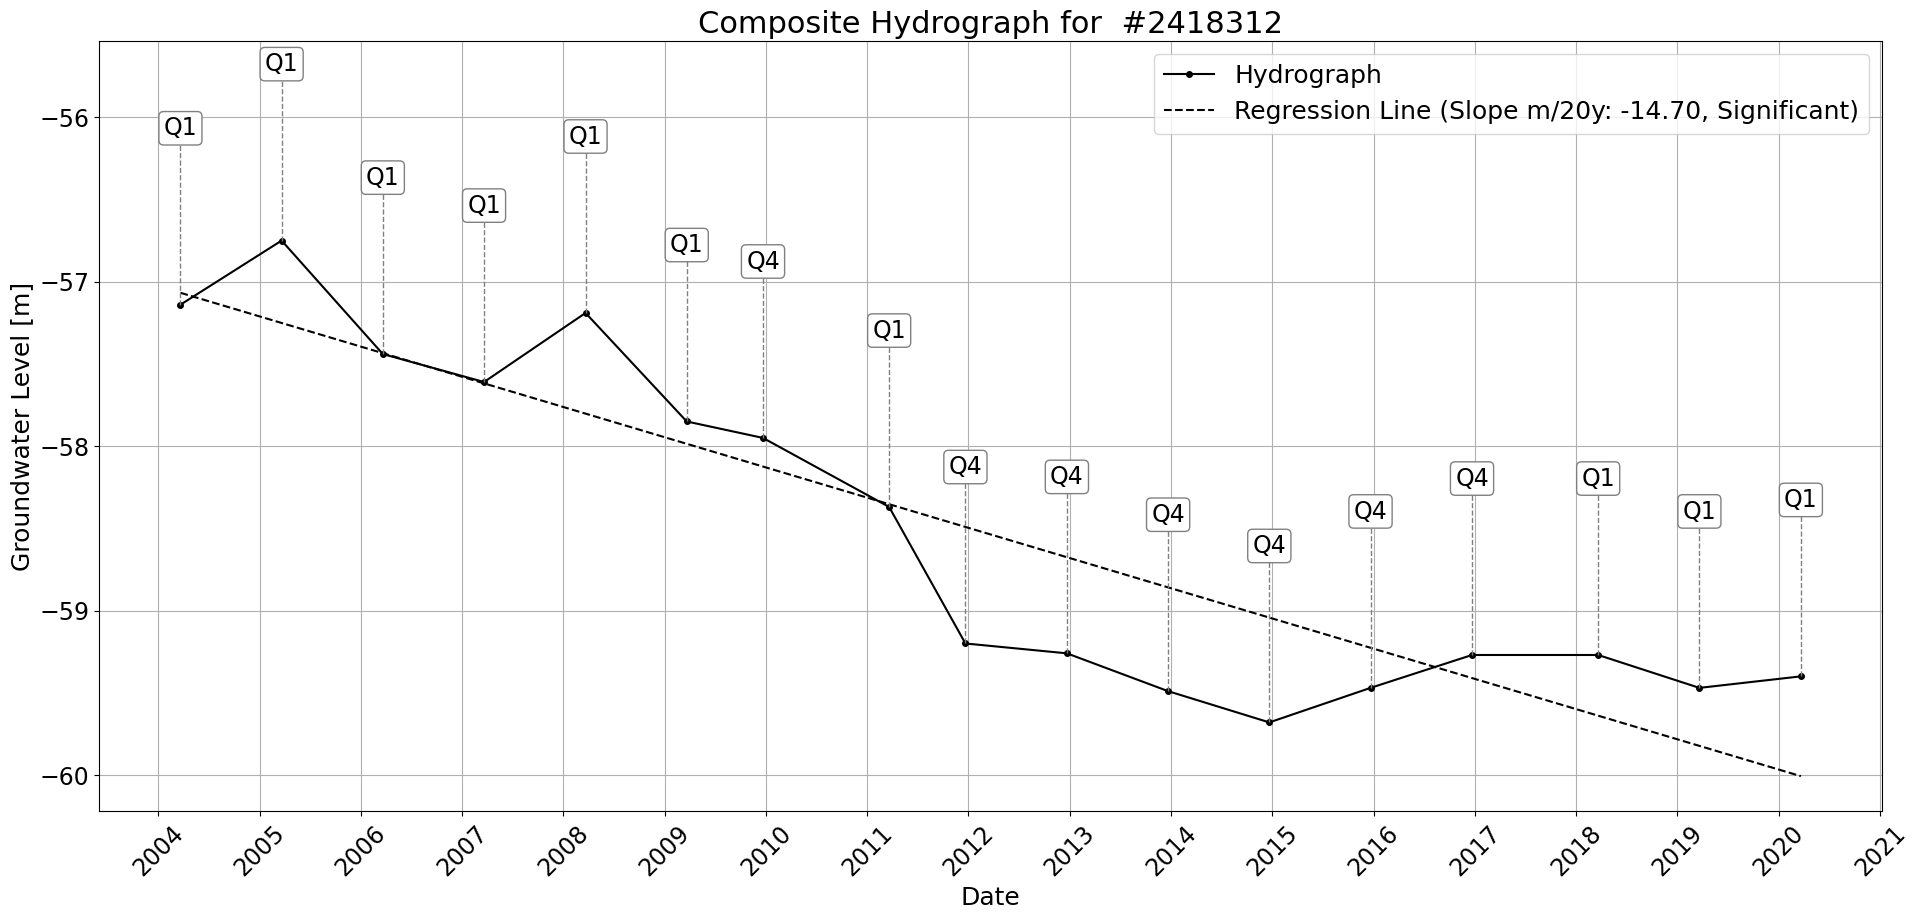 Composite Hydrograph for  #2418312
Hydrograph
Regression Line (Slope m/20y: -14.70, Significant)
Q1
Q1
Q1
Q1
Q1
Q1
Q4
Q1
Q4
Q4
Q4
Q4
Q4
Q4
Q1
Q1
Q1
Groundwater Level [m]
−56
−57
−58
−59
−60
2004
2005
2006
2007
2008
2009
2010
2011
2012
2013
2014
2015
2016
2017
2018
2019
2020
2021
Date